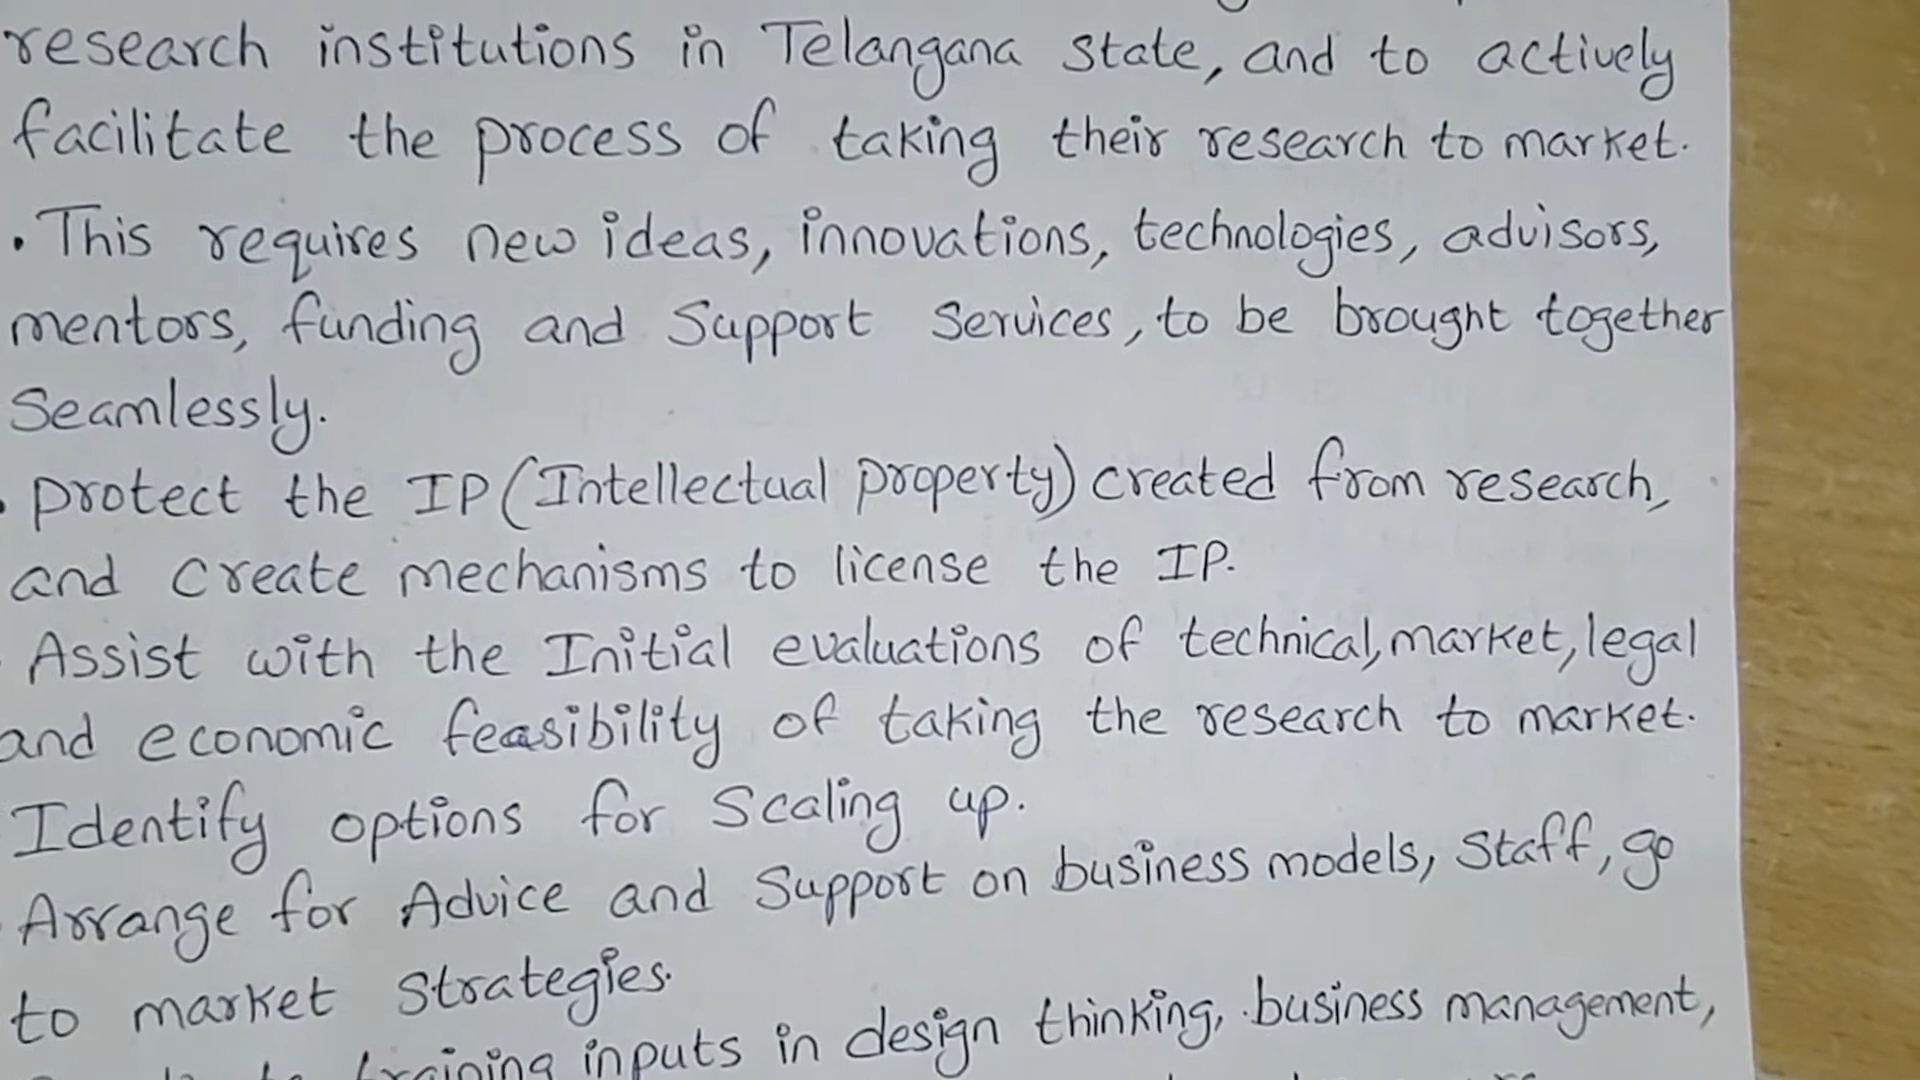 research institutions in Telangana State, and to actively
facilitate the process of taking their research to market.
• This requires new ideas, innovations, technologies, advisors,
mentors, funding and Support Services, to be brought together
Seamlessly.
• protect the IP (Intellectual property) created from research,
and create mechanisms to license the IP.
Assist with the Initial evaluations of technical, market, legal
and economic feasibility of taking the research to market.
Identify options for Scaling up.
Arrange for Advice and Support on business models, Staff, go
to market Strategies.
training inputs in design thinking, business management,